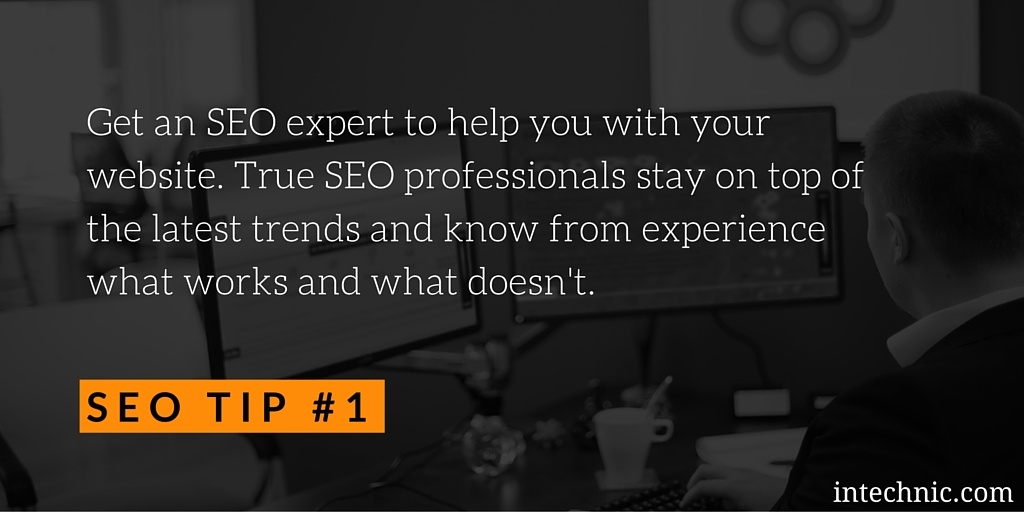 Get an SEO expert to help you with your
website. True SEO professionals stay on top of
the latest trends and know from experience
what works and what doesn't.
SEO TIP #1
intechnic.com